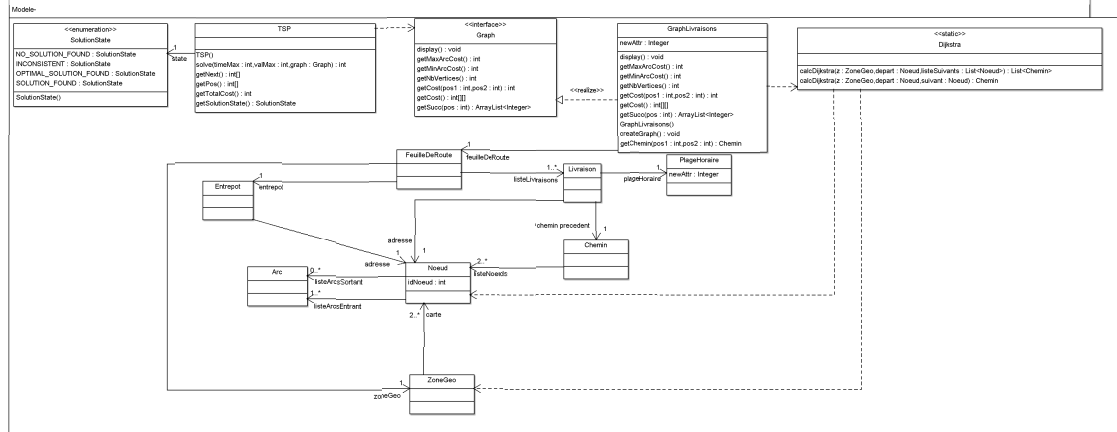 Modele-
<<enumeration>>
SolutionState
NO_SOLUTION_FOUND : SolutionState
INCONSISTENT : SolutionState
OPTIMAL_SOLUTION_FOUND : SolutionState
SOLUTION_FOUND : SolutionState
SolutionState()
1
state
TSP
TSP()
solve(timeMax : int,valMax : int,graph : Graph) : int
getNext() : int[]
getPos() : int[]
getTotalCost() : int
getSolutionState() : SolutionState
<<interface>>
Graph
display() : void
getMaxArcCost() : int
getMinArcCost() : int
getNbVertices() : int
getCost(pos1 : int,pos2 : int) : int
getCost() : int[][]
getSucc(pos : int) : ArrayList<Integer>
<<realize>>
GraphLivraisons
newAttr : Integer
display() : void
getMaxArcCost() : int
getMinArcCost() : int
getNbVertices() : int
getCost(pos1 : int,pos2 : int) : int
getCost() : int[][]
getSucc(pos : int) : ArrayList<Integer>
GraphLivraisons()
createGraph() : void
getChemin(pos1 : int,pos2 : int) : Chemin
<<static>>
Dijkstra
calcDijkstra(z : ZoneGeo,depart : Noeud,listeSuivants : List<Noeud>) : List<Chemin>
calcDijkstra(z : ZoneGeo,depart : Noeud,suivant : Noeud) : Chemin
FeuilleDeRoute
1
feuilleDeRoute
1..*
listeLivraisons
Livraison
1
plageHoraire
PlageHoraire
newAttr : Integer
Entrepot
1
entrepot
chemin precedent
1
Chemin
adresse
1
1
adresse
Arc
0..*
listeArcsSortant
1..*
listeArcsEntrant
Noeud
idNoeud : int
2..*
listeNoeuds
2..*
carte
1
zoneGeo
ZoneGeo